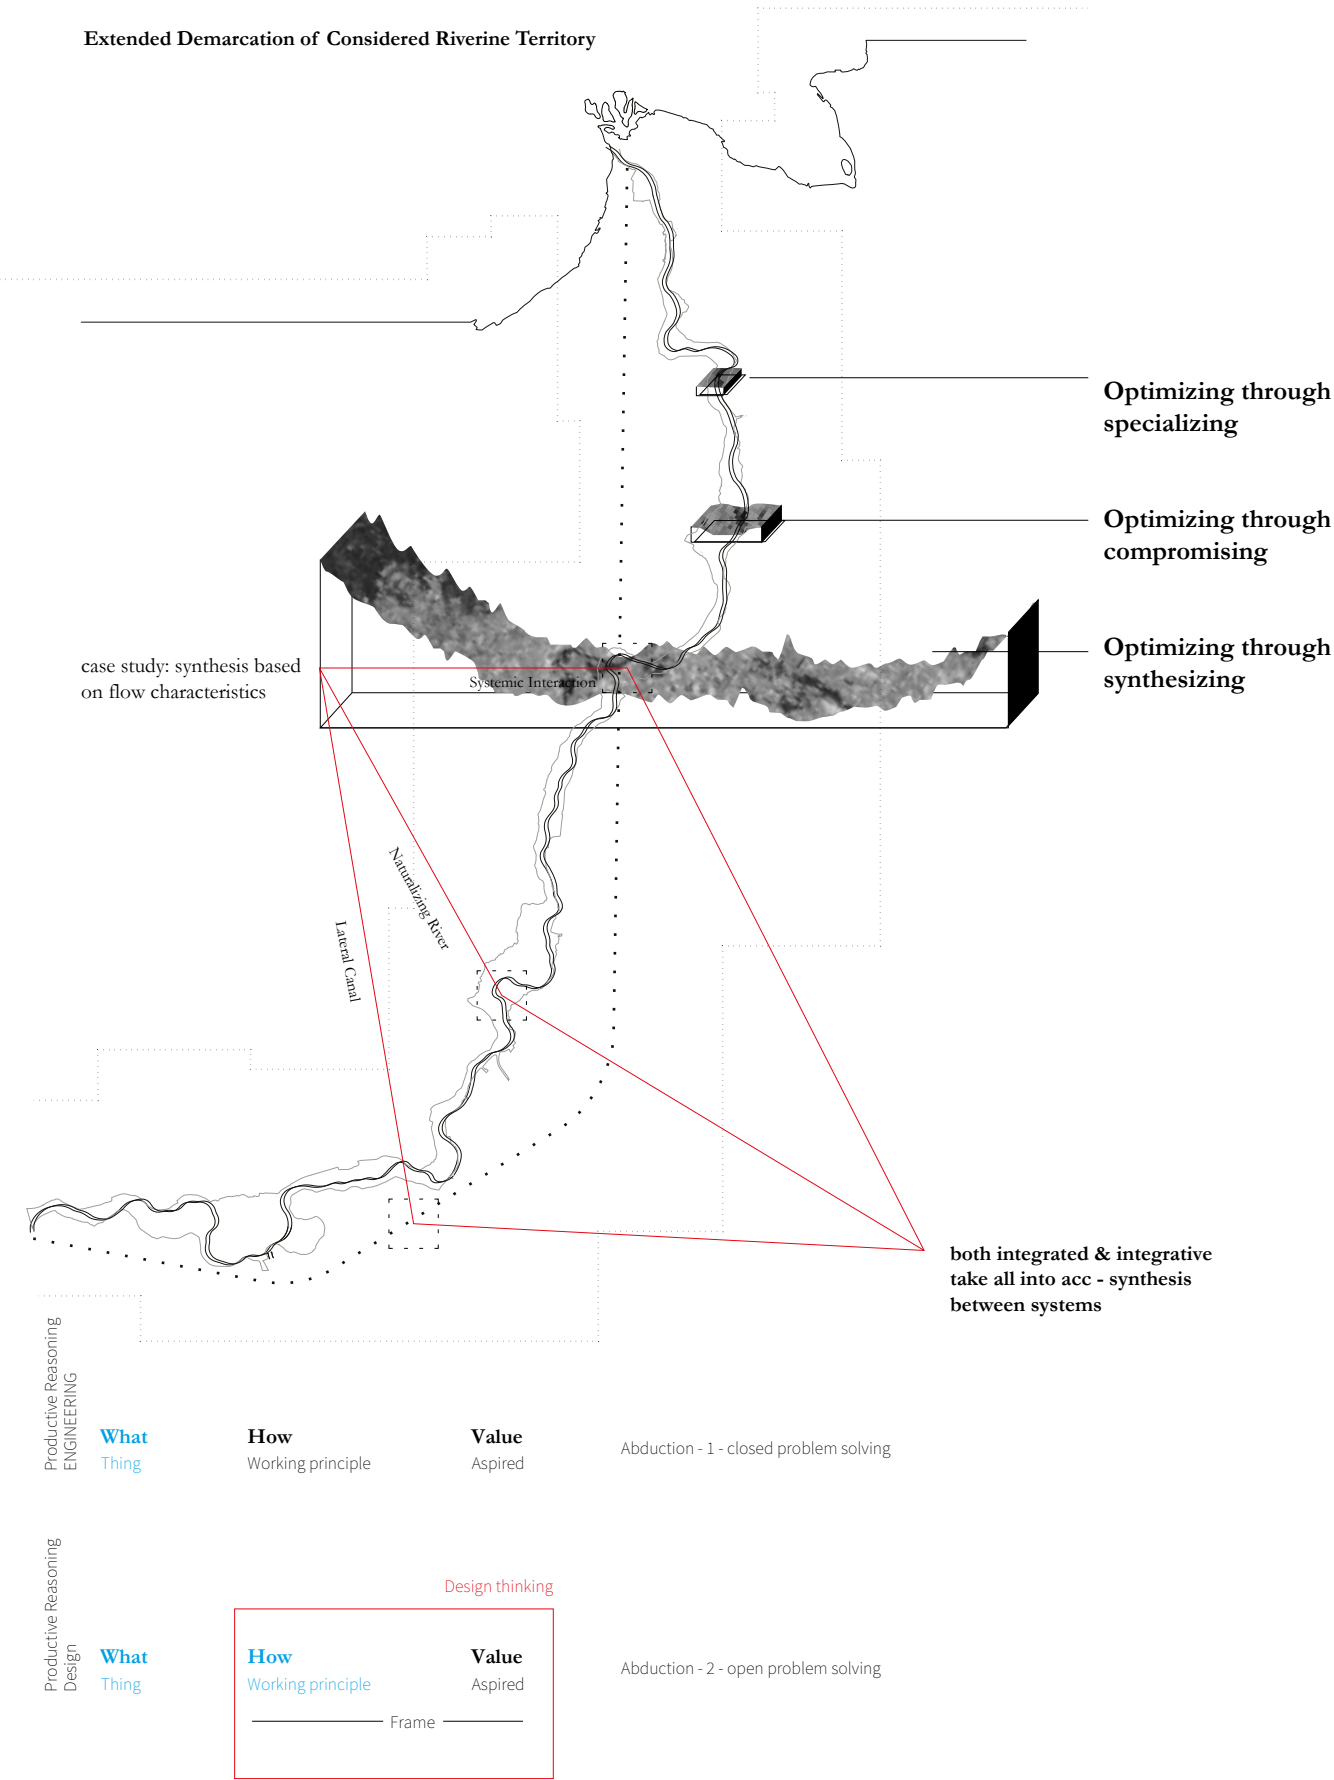 Extended Demarcation of Considered Riverine Territory
Optimizing through
specializing
Optimizing through
compromising
Optimizing through
synthesizing
case study: synthesis based
on flow characteristics
Systemic Interaction
Naturalizing River
Lateral Canal
both integrated & integrative
take all into acc - synthesis
between systems
Productive Reasoning
ENGINEERING
What
How
Value
Thing
Working principle
Aspired
Abduction - 1 - closed problem solving
Productive Reasoning
Design
Design thinking
What
How
Value
Thing
Working principle
Aspired
Frame
Abduction - 2 - open problem solving